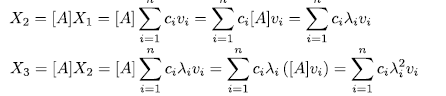 $X_2 = [A]X_1 = [A]\sum_{i=1}^{n} c_i v_i = \sum_{i=1}^{n} c_i [A] v_i = \sum_{i=1}^{n} c_i \lambda_i v_i$
$X_3 = [A]X_2 = [A]\sum_{i=1}^{n} c_i \lambda_i v_i = \sum_{i=1}^{n} c_i \lambda_i ([A] v_i) = \sum_{i=1}^{n} c_i \lambda_i^2 v_i$